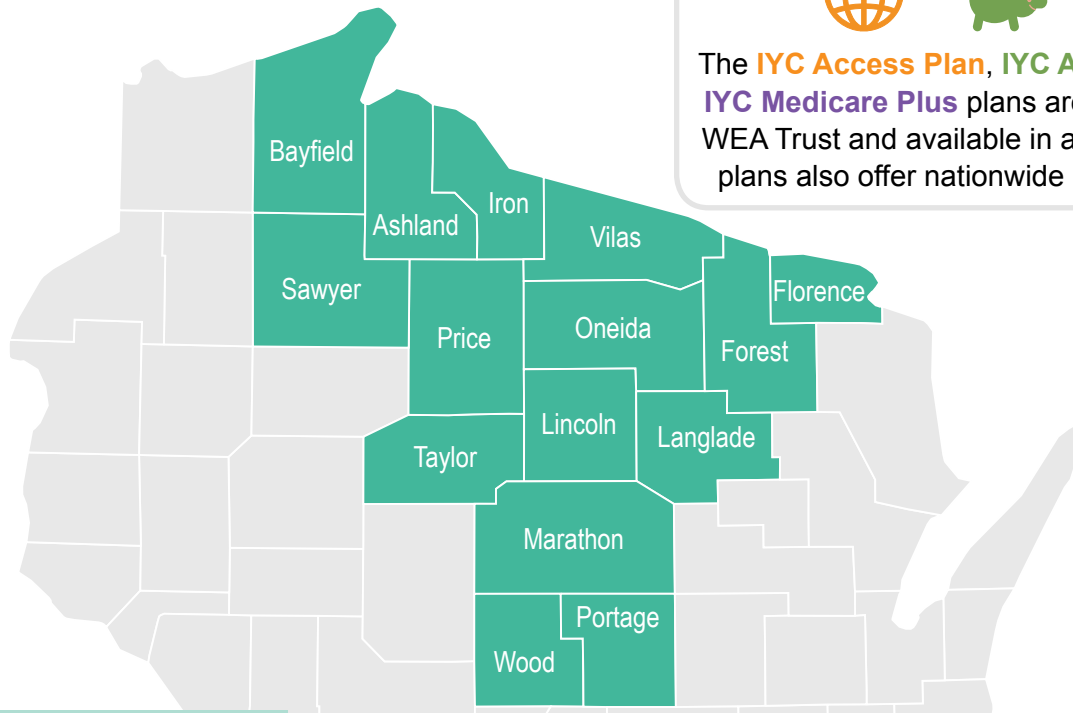 The IYC Access Plan, IYC A
IYC Medicare Plus plans are
WEA Trust and available in a
plans also offer nationwide
Bayfield
Ashland
Iron
Vilas
Sawyer
Florence
Price
Oneida
Forest
Lincoln
Langlade
Taylor
Marathon
Portage
Wood